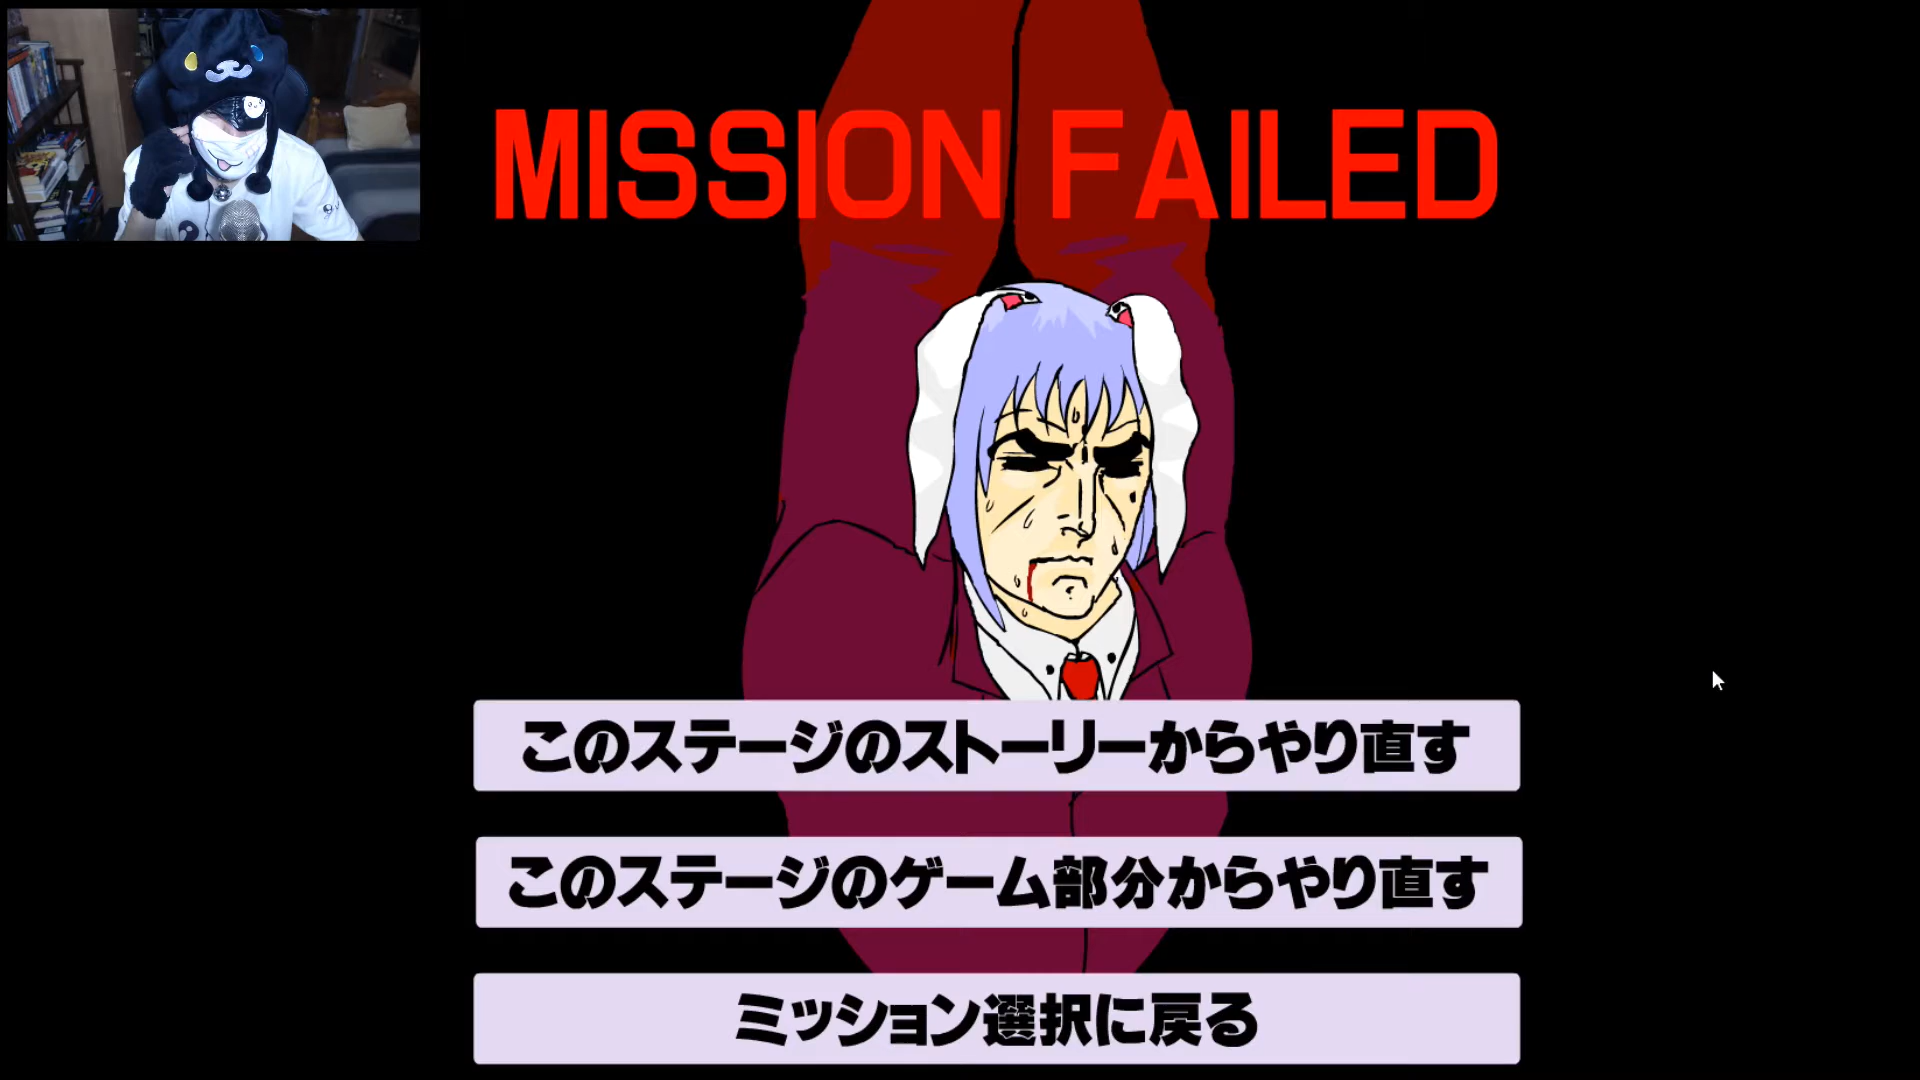 MISSION FAILED
このステージのストーリーからやり直す
このステージのゲーム部分からやり直す
ミッション選択に戻る